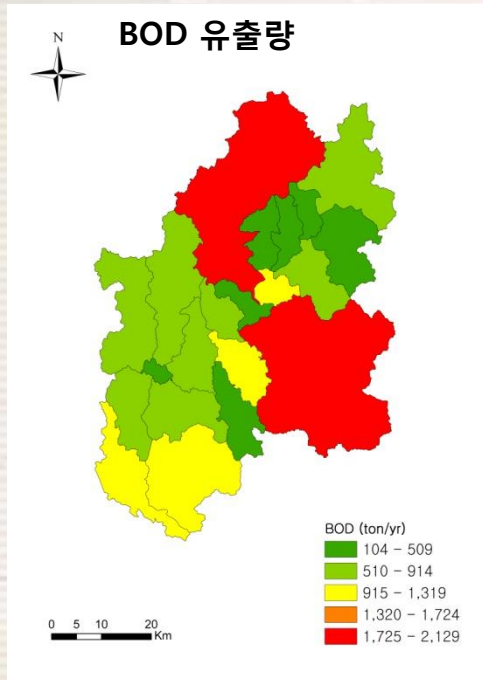 BOD 유출량
N
BOD (ton/yr)
104 - 509
510 - 914
915 - 1,319
1,320 - 1,724
1,725 - 2,129
0 5 10 20
Km